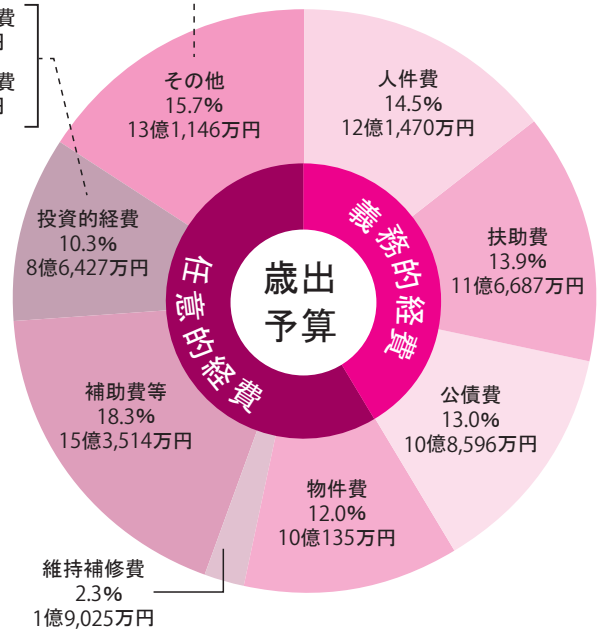 費
円
費
円
その他
15.7%
13億1,146万円
人件費
14.5%
12億1,470万円
扶助費
13.9%
11億6,687万円
公債費
13.0%
10億8,596万円
物件費
12.0%
10億135万円
維持補修費
2.3%
1億9,025万円
補助費等
18.3%
15億3,514万円
投資的経費
10.3%
8億6,427万円
義務的経費
任意的経費
歳出
予算